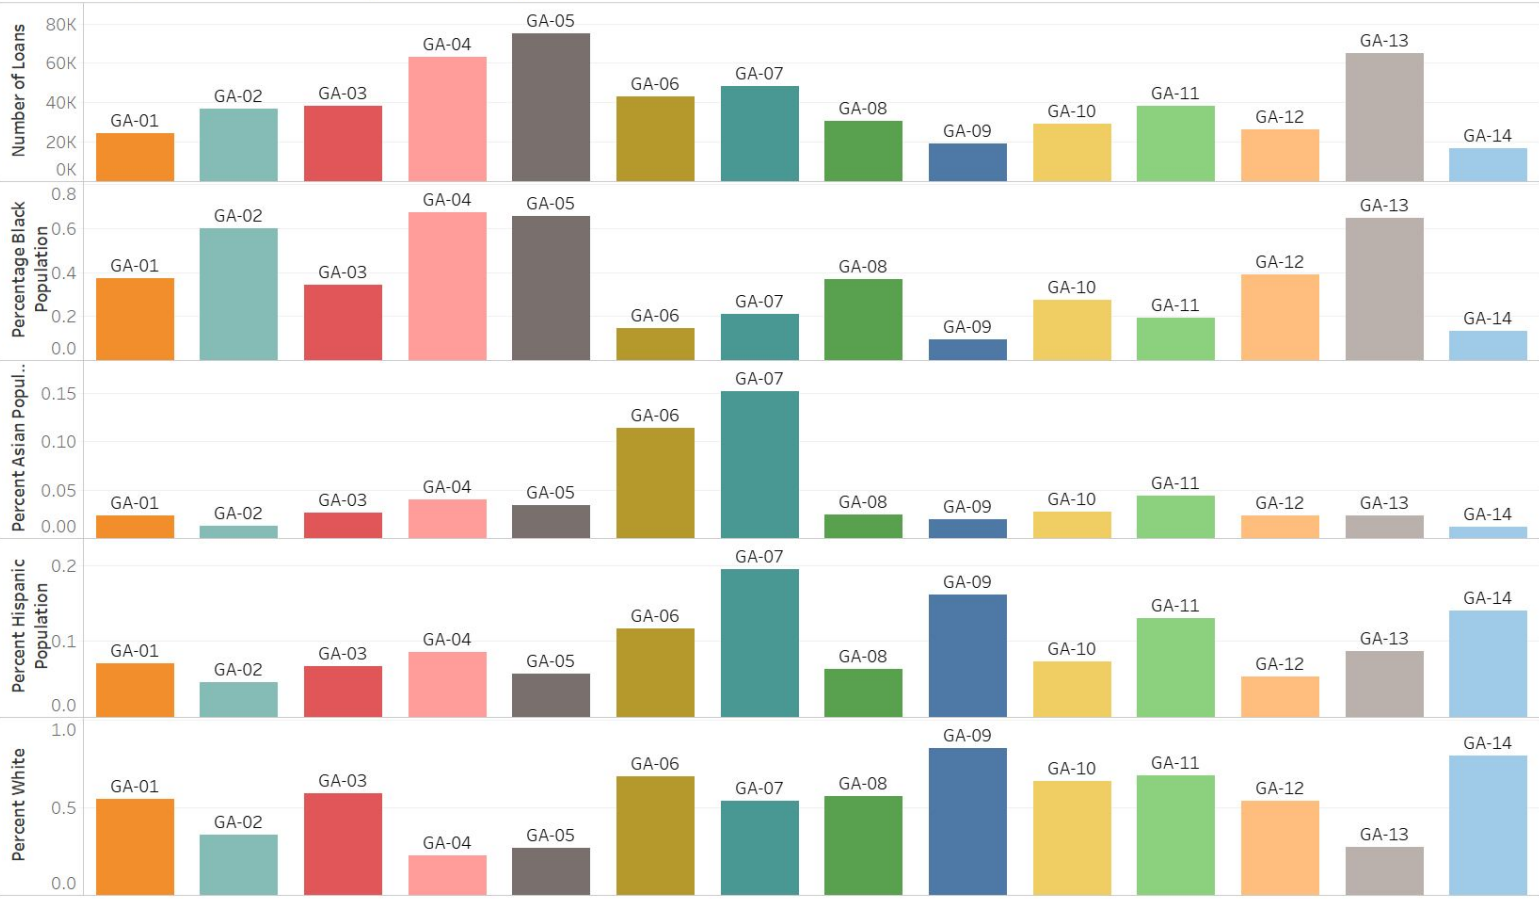 Number of Loans
80K
60K
40K
20K
0K
GA-01
GA-02
GA-03
GA-04
GA-05
GA-06
GA-07
GA-08
GA-09
GA-10
GA-11
GA-12
GA-13
GA-14
Percentage Black
Population
0.8
0.6
0.4
0.2
0.0
GA-01
GA-02
GA-03
GA-04
GA-05
GA-06
GA-07
GA-08
GA-09
GA-10
GA-11
GA-12
GA-13
GA-14
Percent Asian Popul..
0.15
0.10
0.05
0.00
GA-01
GA-02
GA-03
GA-04
GA-05
GA-06
GA-07
GA-08
GA-09
GA-10
GA-11
GA-12
GA-13
GA-14
Percent Hispanic
Population
0.2
0.1
0.0
GA-01
GA-02
GA-03
GA-04
GA-05
GA-06
GA-07
GA-08
GA-09
GA-10
GA-11
GA-12
GA-13
GA-14
Percent White
1.0
0.5
0.0
GA-01
GA-02
GA-03
GA-04
GA-05
GA-06
GA-07
GA-08
GA-09
GA-10
GA-11
GA-12
GA-13
GA-14